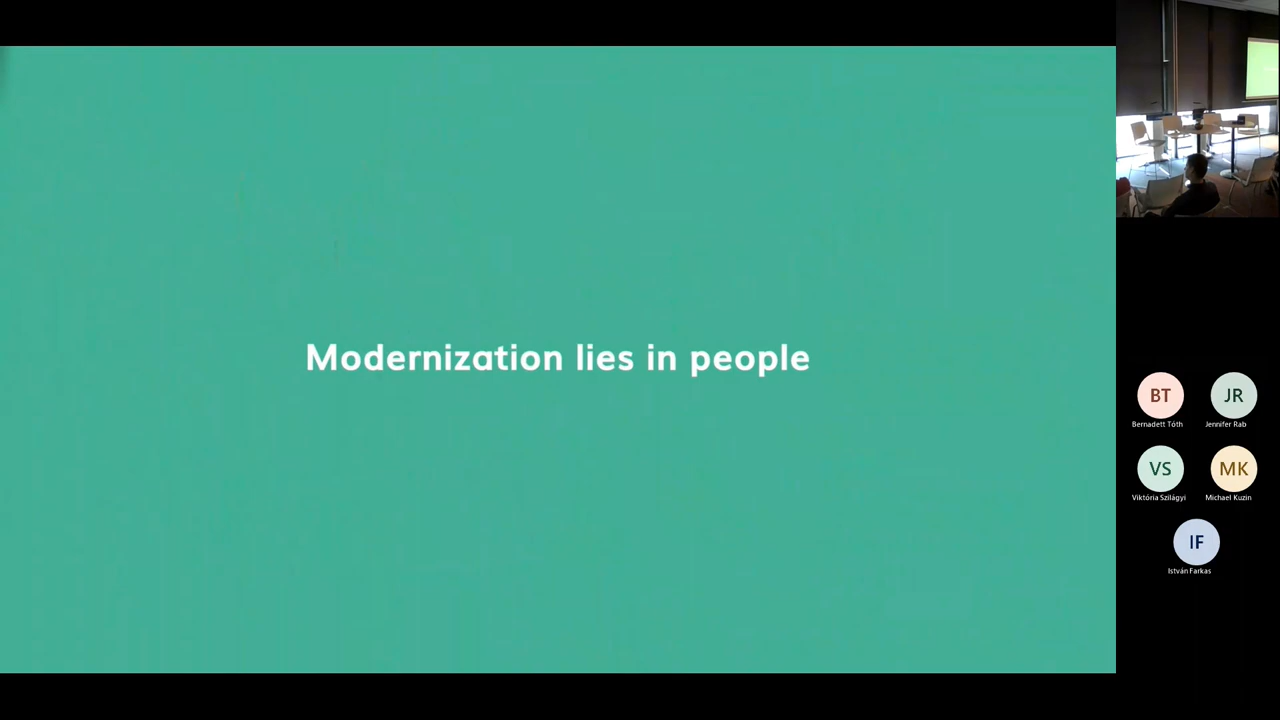 Modernization lies in people
BT
JR
Bernadett Tóth
Jennifer Rab
VS
MK
Viktória Szilágyi
Michael Kuzin
IF
István Farkas